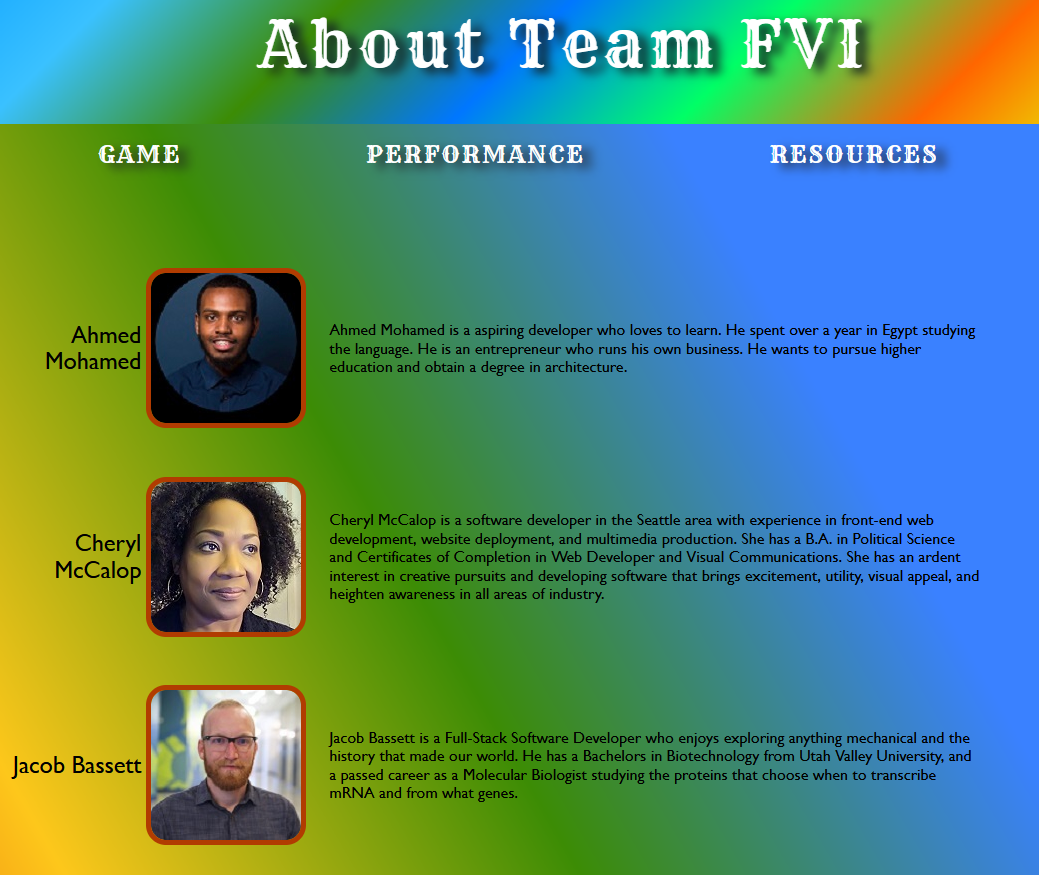 About Team FVI
GAME PERFORMANCE RESOURCES
Ahmed
Mohamed
Ahmed Mohamed is a aspiring developer who loves to learn. He spent over a year in Egypt studying
the language. He is an entrepreneur who runs his own business. He wants to pursue higher
education and obtain a degree in architecture.
Cheryl
McCalop
Cheryl McCalop is a software developer in the Seattle area with experience in front-end web
development, website deployment, and multimedia production. She has a B.A. in Political Science
and Certificates of Completion in Web Developer and Visual Communications. She has an ardent
interest in creative pursuits and developing software that brings excitement, utility, visual appeal, and
heighten awareness in all areas of industry.
Jacob Bassett
Jacob Bassett is a Full-Stack Software Developer who enjoys exploring anything mechanical and the
history that made our world. He has a Bachelors in Biotechnology from Utah Valley University, and
a passed career as a Molecular Biologist studying the proteins that choose when to transcribe
mRNA and from what genes.